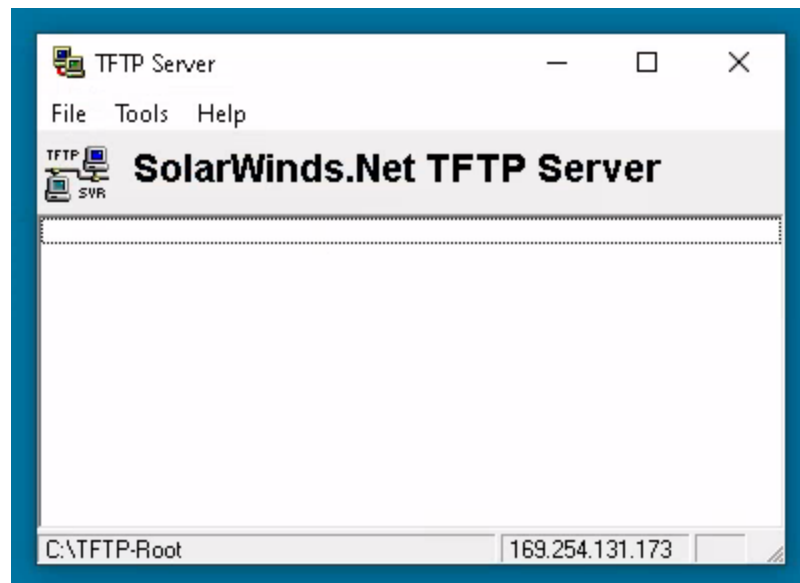 TFTP Server
File Tools Help
TFTP
SVR
SolarWinds.Net TFTP Server
C:\TFTP-Root 169.254.131.173